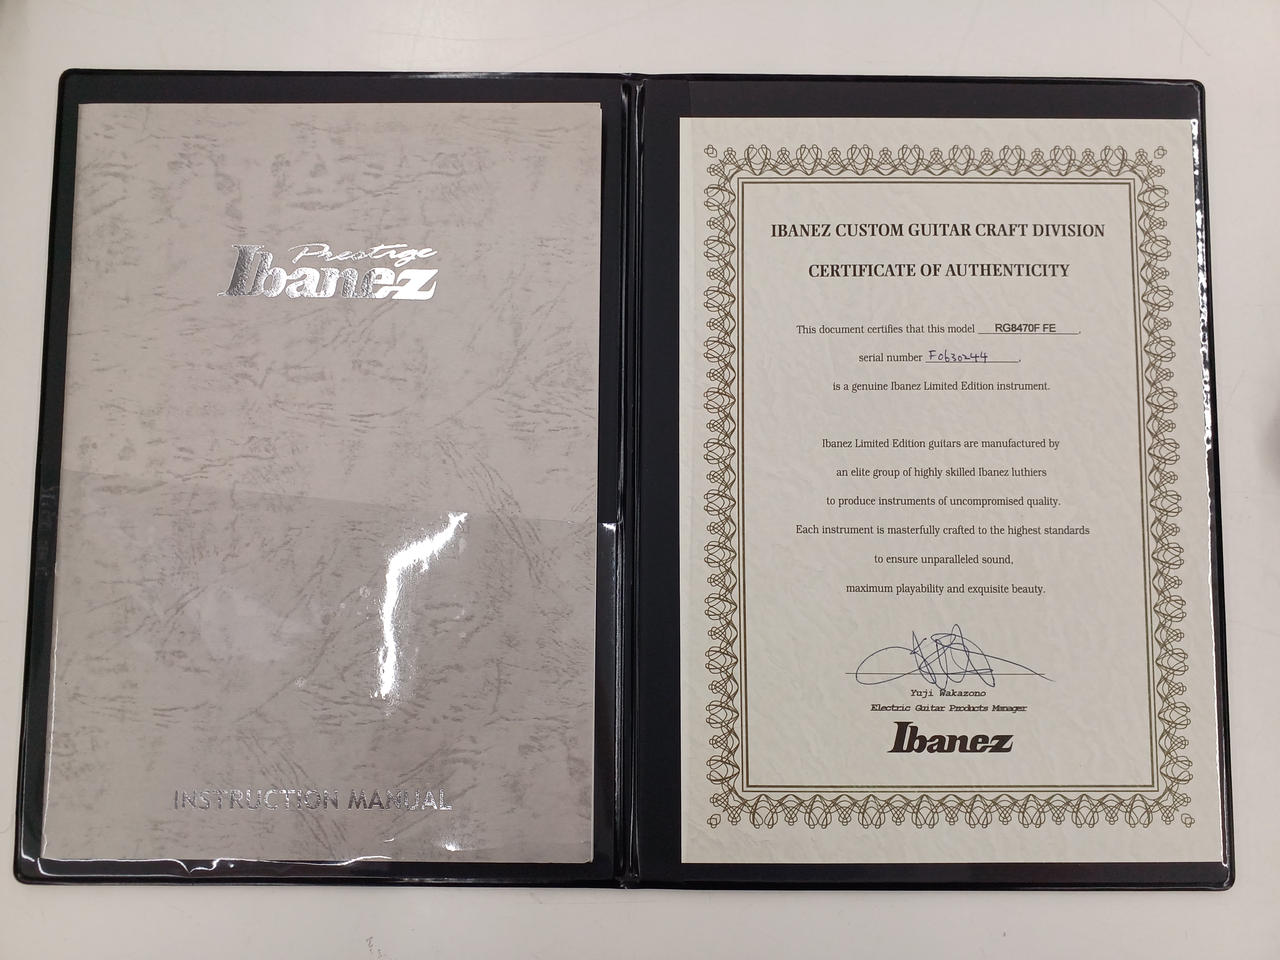 Prestige
Ibanez
INSTRUCTION MANUAL
IBANEZ CUSTOM GUITAR CRAFT DIVISION
CERTIFICATE OF AUTHENTICITY
This document certifies that this model RG8470F FE,
serial number F0630244,
is a genuine Ibanez Limited Edition instrument.
Ibanez Limited Edition guitars are manufactured by
an elite group of highly skilled Ibanez luthiers
to produce instruments of uncompromised quality.
Each instrument is masterfully crafted to the highest standards
to ensure unparalleled sound,
maximum playability and exquisite beauty.
Yuji Wakazono
Electric Guitar Products Manager
Ibanez